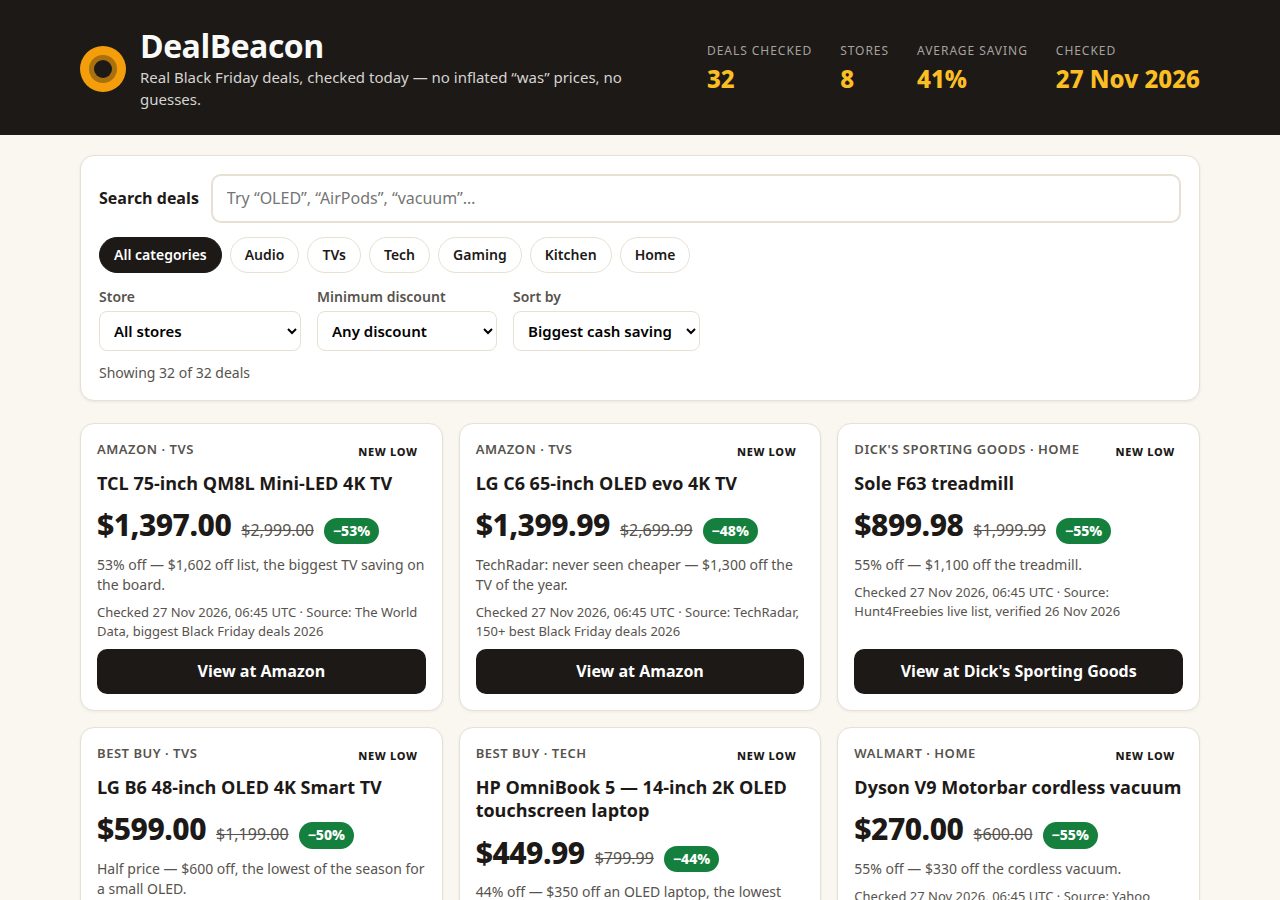 DealBeacon
Real Black Friday deals, checked today — no inflated “was” prices, no
guesses.
DEALS CHECKED
32
STORES
8
AVERAGE SAVING
41%
CHECKED
27 Nov 2026
Search deals
Try “OLED”, “AirPods”, “vacuum”…
All categories
Audio
TVs
Tech
Gaming
Kitchen
Home
Store
All stores
Minimum discount
Any discount
Sort by
Biggest cash saving
Showing 32 of 32 deals
AMAZON · TVS
NEW LOW
TCL 75-inch QM8L Mini-LED 4K TV
$1,397.00 $2,999.00 −53%
53% off — $1,602 off list, the biggest TV saving on
the board.
Checked 27 Nov 2026, 06:45 UTC · Source: The World
Data, biggest Black Friday deals 2026
View at Amazon
AMAZON · TVS
NEW LOW
LG C6 65-inch OLED evo 4K TV
$1,399.99 $2,699.99 −48%
TechRadar: never seen cheaper — $1,300 off the
TV of the year.
Checked 27 Nov 2026, 06:45 UTC · Source: TechRadar,
150+ best Black Friday deals 2026
View at Amazon
DICK'S SPORTING GOODS · HOME
NEW LOW
Sole F63 treadmill
$899.98 $1,999.99 −55%
55% off — $1,100 off the treadmill.
Checked 27 Nov 2026, 06:45 UTC · Source:
Hunt4Freebies live list, verified 26 Nov 2026
View at Dick's Sporting Goods
BEST BUY · TVS
NEW LOW
LG B6 48-inch OLED 4K Smart TV
$599.00 $1,199.00 −50%
Half price — $600 off, the lowest of the season for
a small OLED.
BEST BUY · TECH
NEW LOW
HP OmniBook 5 — 14-inch 2K OLED
touchscreen laptop
$449.99 $799.99 −44%
44% off — $350 off an OLED laptop, the lowest
WALMART · HOME
NEW LOW
Dyson V9 Motorbar cordless vacuum
$270.00 $600.00 −55%
55% off — $330 off the cordless vacuum.
Checked 27 Nov 2026, 06:45 UTC · Source: Yahoo